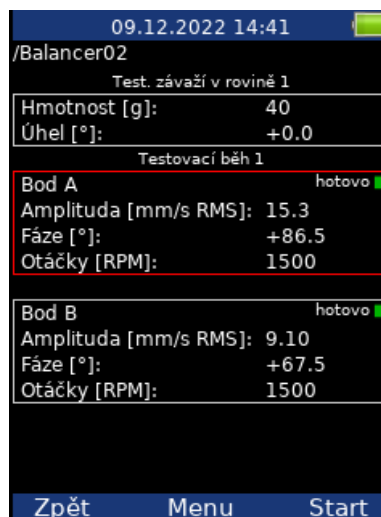 09.12.2022 14:41
/Balancer02
Test. závaží v rovině 1
Hmotnost [g]: 40
Úhel [°]: +0.0
Testovací běh 1
Bod A hotovo
Amplituda [mm/s RMS]: 15.3
Fáze [°]: +86.5
Otáčky [RPM]: 1500
Bod B hotovo
Amplituda [mm/s RMS]: 9.10
Fáze [°]: +67.5
Otáčky [RPM]: 1500
Zpět Menu Start